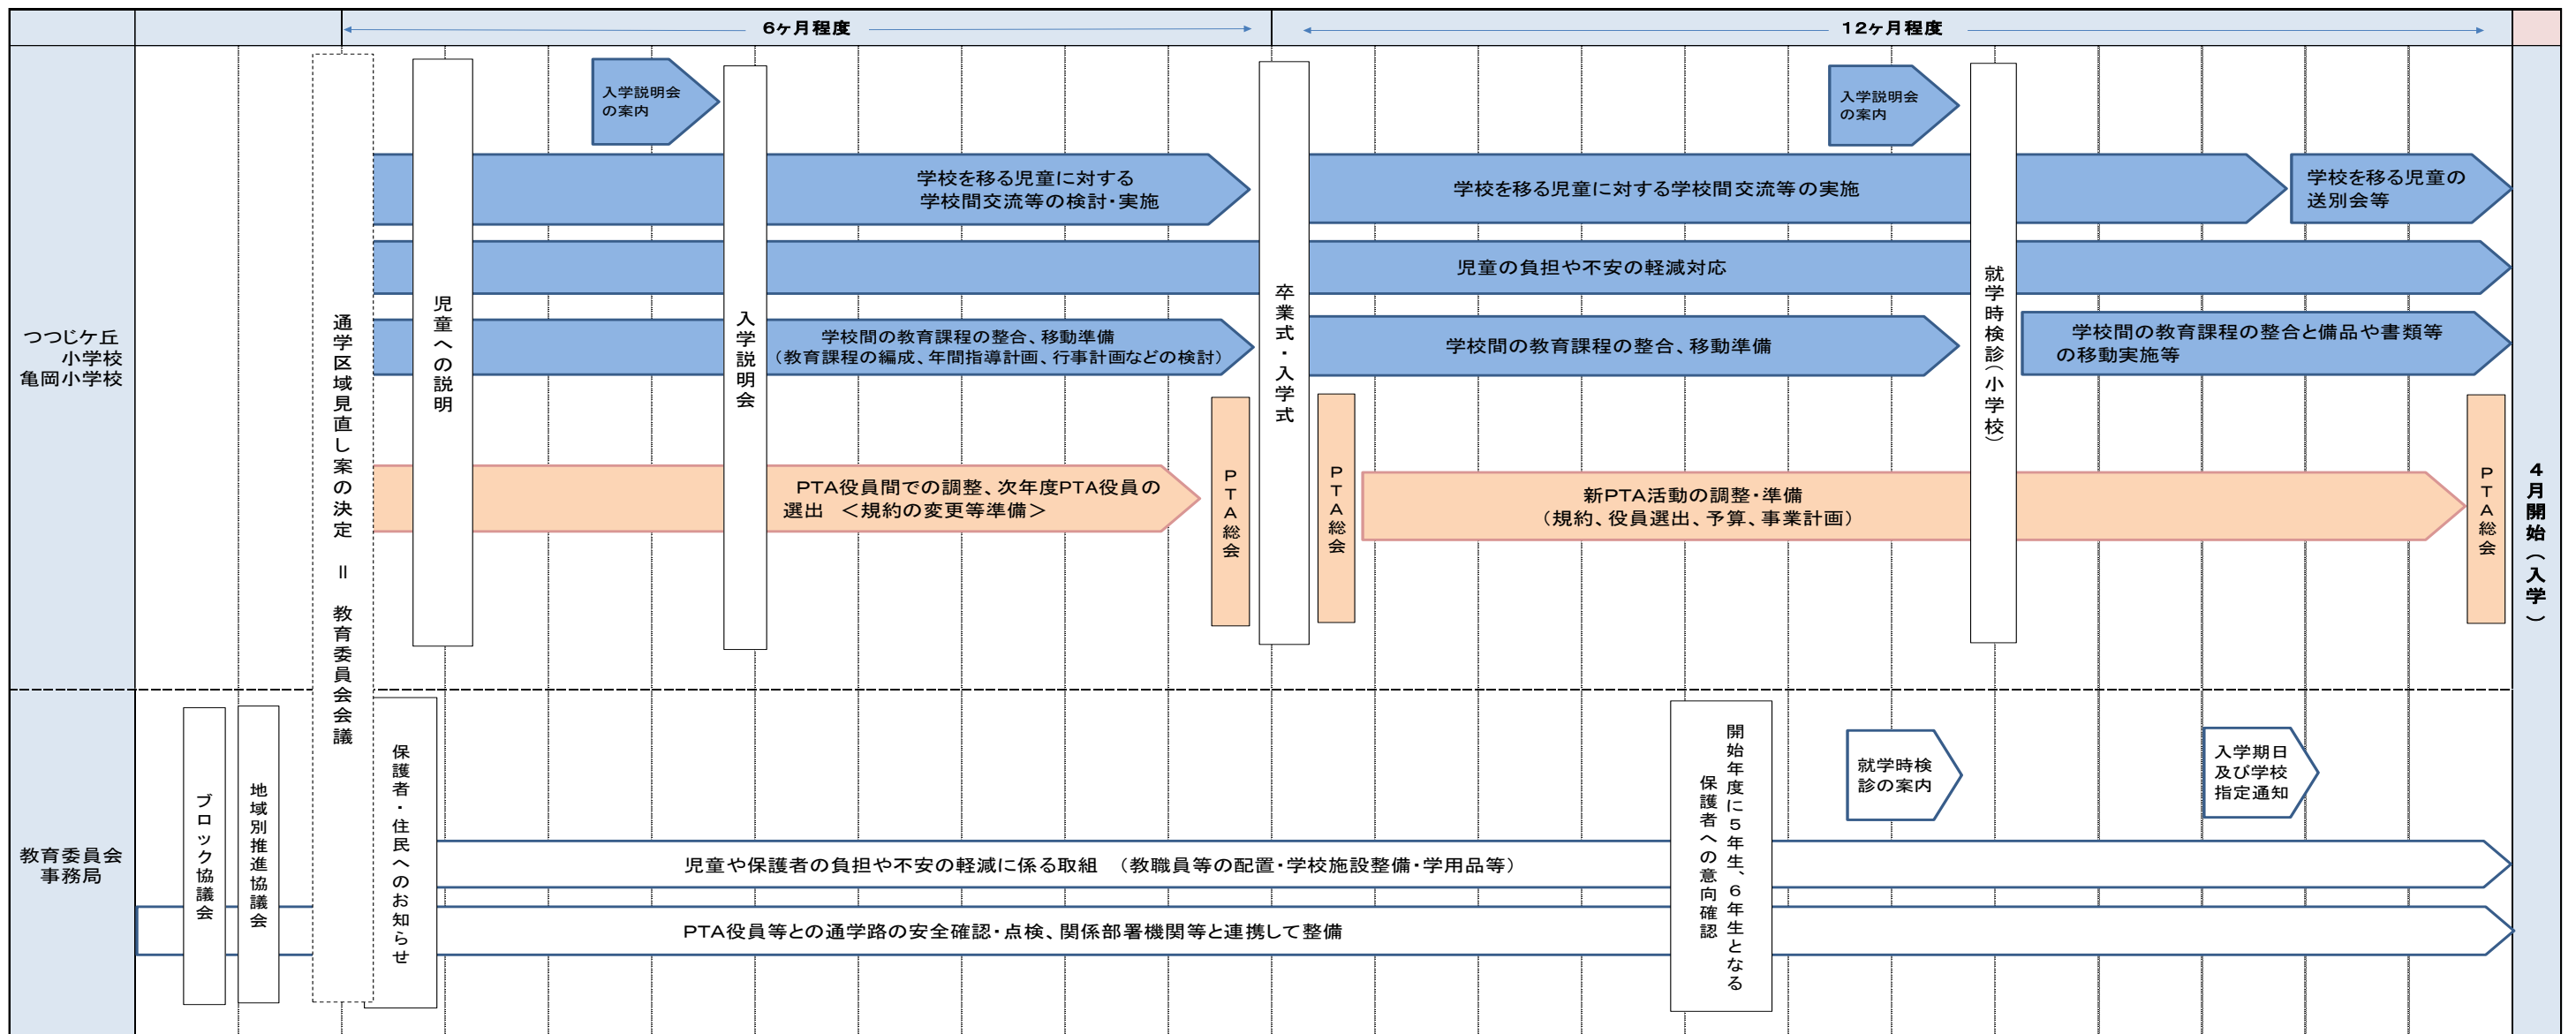 6ヶ月程度
12ヶ月程度
つつじケ丘
小学校
亀岡小学校
通学区域見直し案の決定 = 教育委員会会議
児童への説明
入学説明会
の案内
入学説明会
学校を移る児童に対する
学校間交流等の検討・実施
卒業式・入学式
学校を移る児童に対する学校間交流等の実施
入学説明会
の案内
就学時検診(小学校)
学校を移る児童の
送別会等
児童の負担や不安の軽減対応
学校間の教育課程の整合、移動準備
(教育課程の編成、年間指導計画、行事計画などの検討)
学校間の教育課程の整合、移動準備
学校間の教育課程の整合と備品や書類等
の移動実施等
PTA役員間での調整、次年度PTA役員の
選出 <規約の変更等準備>
PTA総会
PTA総会
新PTA活動の調整・準備
(規約、役員選出、予算、事業計画)
PTA総会
4月開始(入学)
教育委員会
事務局
ブロック協議会
地域別推進協議会
保護者・住民へのお知らせ
開始年度に5年生、6年生となる
保護者への意向確認
就学時検
診の案内
入学期日
及び学校
指定通知
児童や保護者の負担や不安の軽減に係る取組 (教職員等の配置・学校施設整備・学用品等)
PTA役員等との通学路の安全確認・点検、関係部署機関等と連携して整備